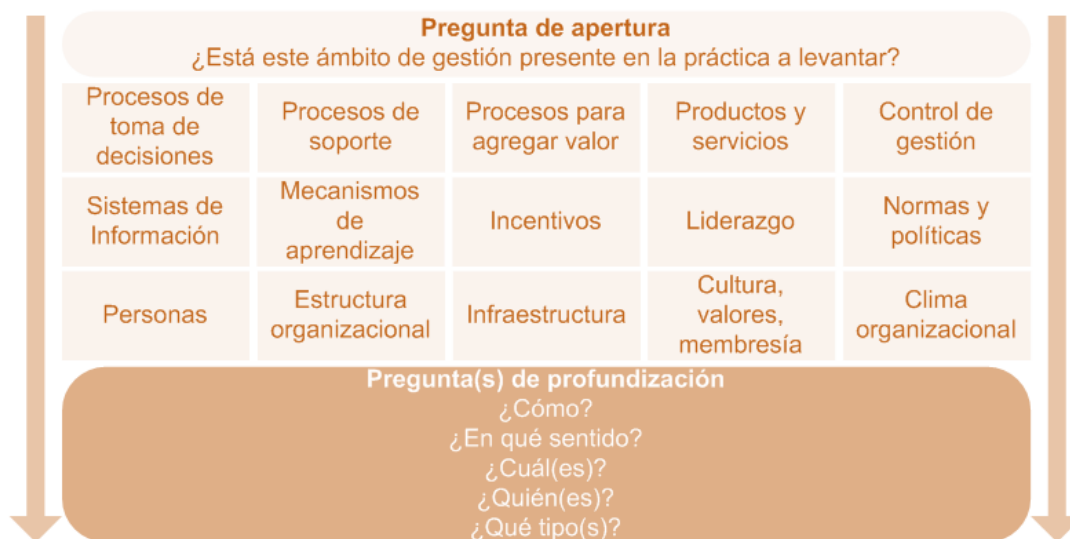 Pregunta de apertura
¿Está este ámbito de gestión presente en la práctica a levantar?
Procesos de
toma de
decisiones
Procesos de
soporte
Procesos para
agregar valor
Productos y
servicios
Control de
gestión
Sistemas de
Información
Mecanismos
de
aprendizaje
Incentivos
Liderazgo
Normas y
políticas
Personas
Estructura
organizacional
Infraestructura
Cultura,
valores,
membresía
Clima
organizacional
Pregunta(s) de profundización
¿Cómo?
¿En qué sentido?
¿Cuál(es)?
¿Quién(es)?
¿Qué tipo(s)?